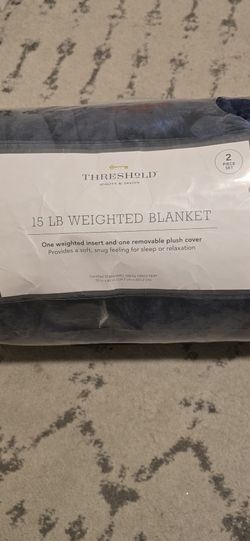 THRESHOLD
QUALITY & DESIGN
2
PIECE
SET
15 LB WEIGHTED BLANKET
One weighted insert and one removable plush cover
Provides a soft, snug feeling for sleep or relaxation